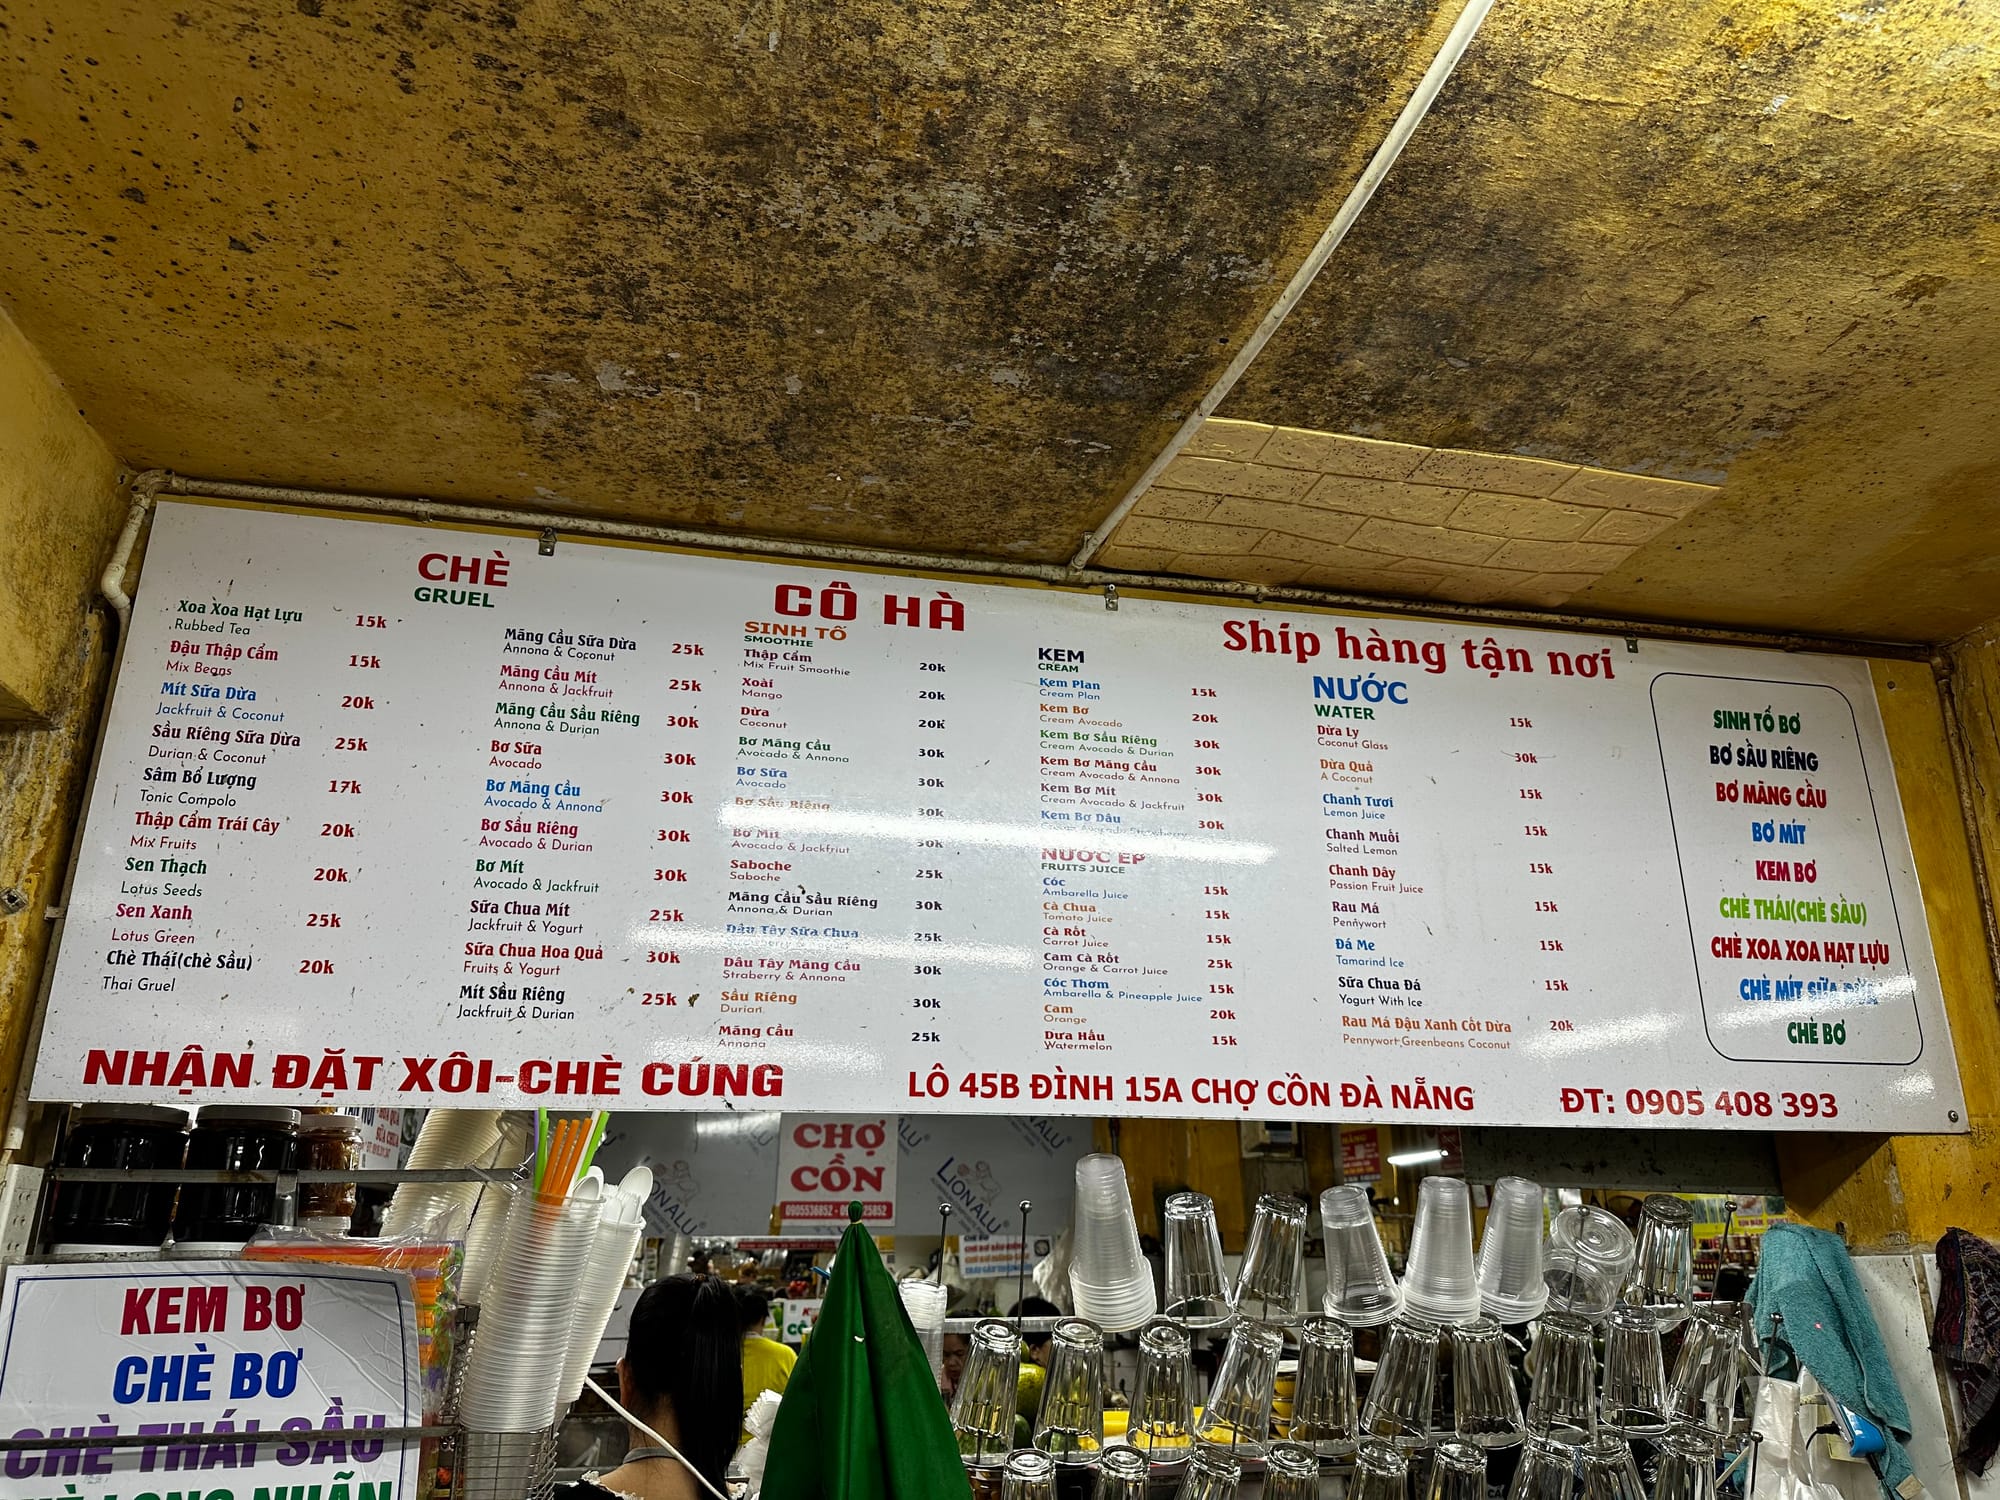 CHÈ
GRUEL
Xoa Xoa Hạt Lựu 15k
Rubbed Tea
Đậu Thập Cẩm 15k
Mix Beans
Mít Sữa Dừa 20k
Jackfruit & Coconut
Sầu Riêng Sữa Dừa 25k
Durian & Coconut
Sâm Bổ Lượng 17k
Tonic Compolo
Thập Cẩm Trái Cây 20k
Mix Fruits
Sen Thạch 20k
Lotus Seeds
Sen Xanh 25k
Lotus Green
Chè Thái(chè Sầu) 20k
Thai Gruel
Mãng Cầu Sữa Dừa 25k
Annona & Coconut
Mãng Cầu Mít 25k
Annona & Jackfruit
Mãng Cầu Sầu Riêng 30k
Annona & Durian
Bơ Sữa 30k
Avocado
Bơ Mãng Cầu 30k
Avocado & Annona
Bơ Sầu Riêng 30k
Avocado & Durian
Bơ Mít 30k
Avocado & Jackfruit
Sữa Chua Mít 25k
Jackfruit & Yogurt
Sữa Chua Hoa Quả 30k
Fruits & Yogurt
Mít Sầu Riêng 25k
Jackfruit & Durian
CÔ HÀ
SINH TỐ
SMOOTHIE
Thập Cẩm 20k
Mix Fruit Smoothie
Xoài 20k
Mango
Dừa 20k
Coconut
Bơ Mãng Cầu 30k
Avocado & Annona
Bơ Sữa 30k
Avocado
Bơ Sầu Riêng 30k
Bơ Mít 30k
Avocado & Jackfriut
Saboche 25k
Saboche
Mãng Cầu Sầu Riêng 30k
Annona & Durian
Dâu Tây Sữa Chua 25k
Dâu Tây Mãng Cầu 30k
Straberry & Annona
Sầu Riêng 30k
Durian
Mãng Cầu 25k
Annona
KEM
CREAM
Kem Plan 15k
Cream Plan
Kem Bơ 20k
Cream Avocado
Kem Bơ Sầu Riêng 30k
Cream Avocado & Durian
Kem Bơ Mãng Cầu 30k
Cream Avocado & Annona
Kem Bơ Mít 30k
Cream Avocado & Jackfruit
Kem Bơ Dâu 30k
Cream Avocado Strawberry
NƯỚC ÉP
FRUITS JUICE
Cóc 15k
Ambarella Juice
Cà Chua 15k
Tomato Juice
Cà Rốt 15k
Carrot Juice
Cam Cà Rốt 25k
Orange & Carrot Juice
Cóc Thơm 15k
Ambarella & Pineapple Juice
Cam 20k
Orange
Dưa Hấu 15k
Watermelon
Ship hàng tận nơi
NƯỚC
WATER
Dừa Ly 15k
Coconut Glass
Dừa Quả 30k
A Coconut
Chanh Tươi 15k
Lemon Juice
Chanh Muối 15k
Salted Lemon
Chanh Dây 15k
Passion Fruit Juice
Rau Má 15k
Pennywort
Đá Me 15k
Tamarind Ice
Sữa Chua Đá 15k
Yogurt With Ice
Rau Má Đậu Xanh Cốt Dừa 20k
Pennywort Greenbeans Coconut
SINH TỐ BƠ
BƠ SẦU RIÊNG
BƠ MÃNG CẦU
BƠ MÍT
KEM BƠ
CHÈ THÁI(CHÈ SẦU)
CHÈ XOA XOA HẠT LỰU
CHÈ MÍT SỮA DỪA
CHÈ BƠ
NHẬN ĐẶT XÔI-CHÈ CÚNG
LÔ 45B ĐÌNH 15A CHỢ CỒN ĐÀ NẴNG
ĐT: 0905 408 393
CHỢ
CỒN
0905536852
LIONALU
KEM BƠ
CHÈ BƠ
CHÈ THÁI SẦU
LONG NHÃN